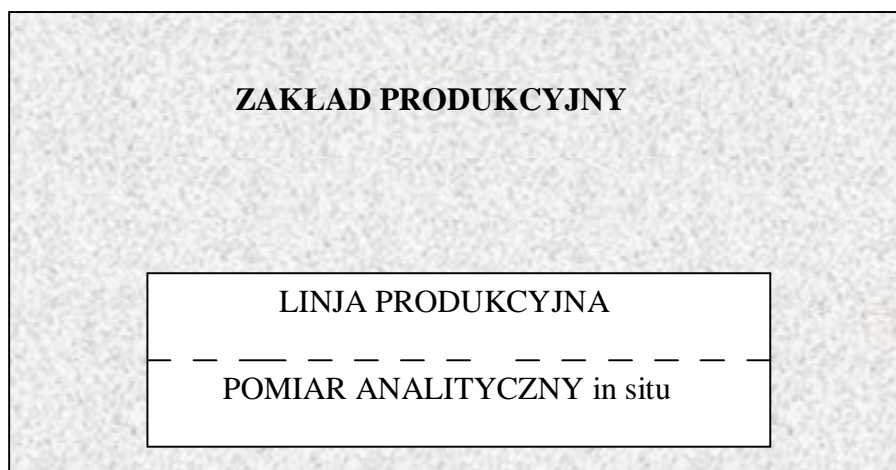 ZAKŁAD PRODUKCYJNY
LINJA PRODUKCYJNA
POMIAR ANALITYCZNY in situ